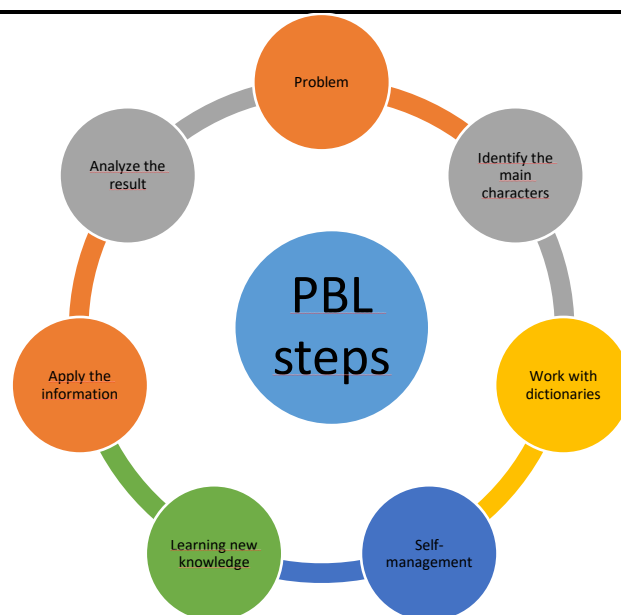 Problem
Identify the
main
characters
Work with
dictionaries
Self-
management
Learning new
knowledge
Apply the
information
Analyze the
result
PBL
steps